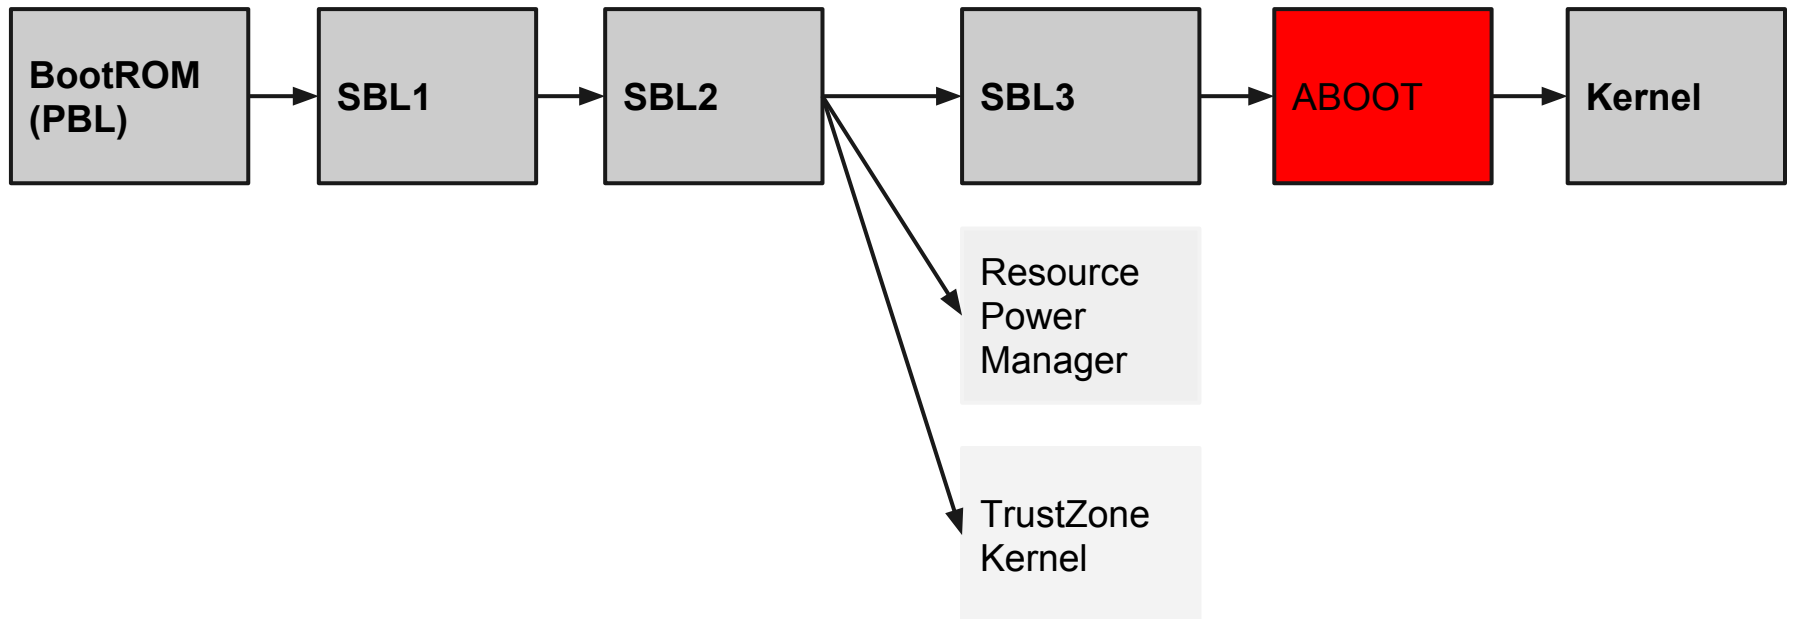 BootROM
(PBL)
SBL1
SBL2
SBL3
ABOOT
Kernel
Resource
Power
Manager
TrustZone
Kernel